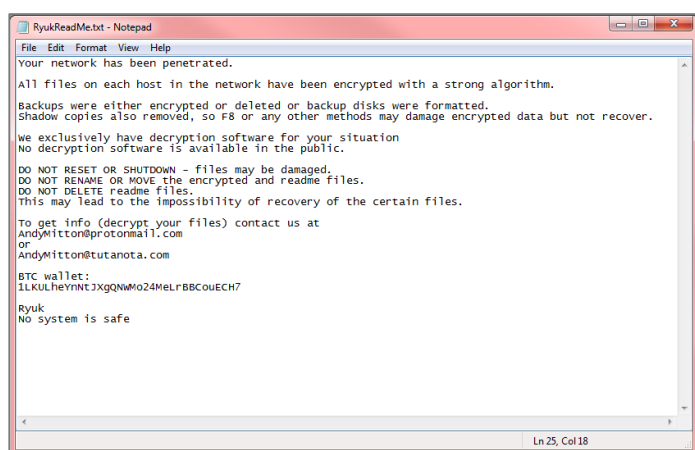 RyukReadMe.txt - Notepad
File Edit Format View Help
Your network has been penetrated.
All files on each host in the network have been encrypted with a strong algorithm.
Backups were either encrypted or deleted or backup disks were formatted.
Shadow copies also removed, so F8 or any other methods may damage encrypted data but not recover.
We exclusively have decryption software for your situation
No decryption software is available in the public.
DO NOT RESET OR SHUTDOWN - files may be damaged.
DO NOT RENAME OR MOVE the encrypted and readme files.
DO NOT DELETE readme files.
This may lead to the impossibility of recovery of the certain files.
To get info (decrypt your files) contact us at
AndyMitton@protonmail.com
or
AndyMitton@tutanota.com
BTC wallet:
1LKULheYnNtJXgQNWMo24MeLrBBCouECH7
Ryuk
No system is safe
Ln 25, Col 18